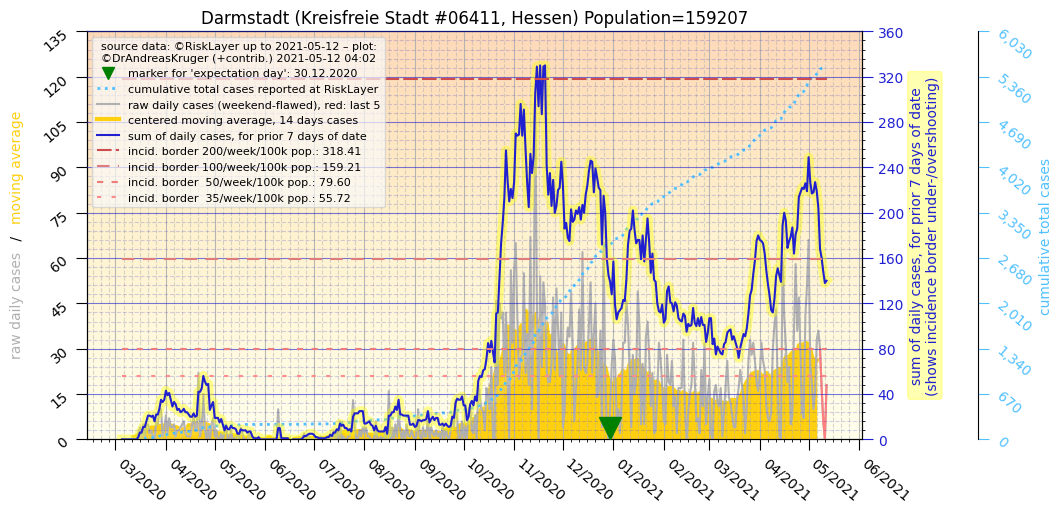 Darmstadt (Kreisfreie Stadt #06411, Hessen) Population=159207
source data: ©RiskLayer up to 2021-05-12 – plot:
©DrAndreasKruger (+contrib.) 2021-05-12 04:02
marker for 'expectation day': 30.12.2020
cumulative total cases reported at RiskLayer
raw daily cases (weekend-flawed), red: last 5
centered moving average, 14 days cases
sum of daily cases, for prior 7 days of date
incid. border 200/week/100k pop.: 318.41
incid. border 100/week/100k pop.: 159.21
incid. border  50/week/100k pop.: 79.60
incid. border  35/week/100k pop.: 55.72
raw daily cases / moving average
135
120
105
90
75
60
45
30
15
0
03/2020
04/2020
05/2020
06/2020
07/2020
08/2020
09/2020
10/2020
11/2020
12/2020
01/2021
02/2021
03/2021
04/2021
05/2021
06/2021
360
320
280
240
200
160
120
80
40
0
sum of daily cases, for prior 7 days of date
(shows incidence border under-/overshooting)
6,030
5,360
4,690
4,020
3,350
2,680
2,010
1,340
670
0
cumulative total cases